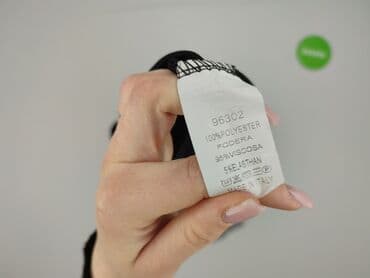 96302
100%POLYESTER
FODERA
95%VISCOSA
5%ELASTHAN
MADE IN ITALY